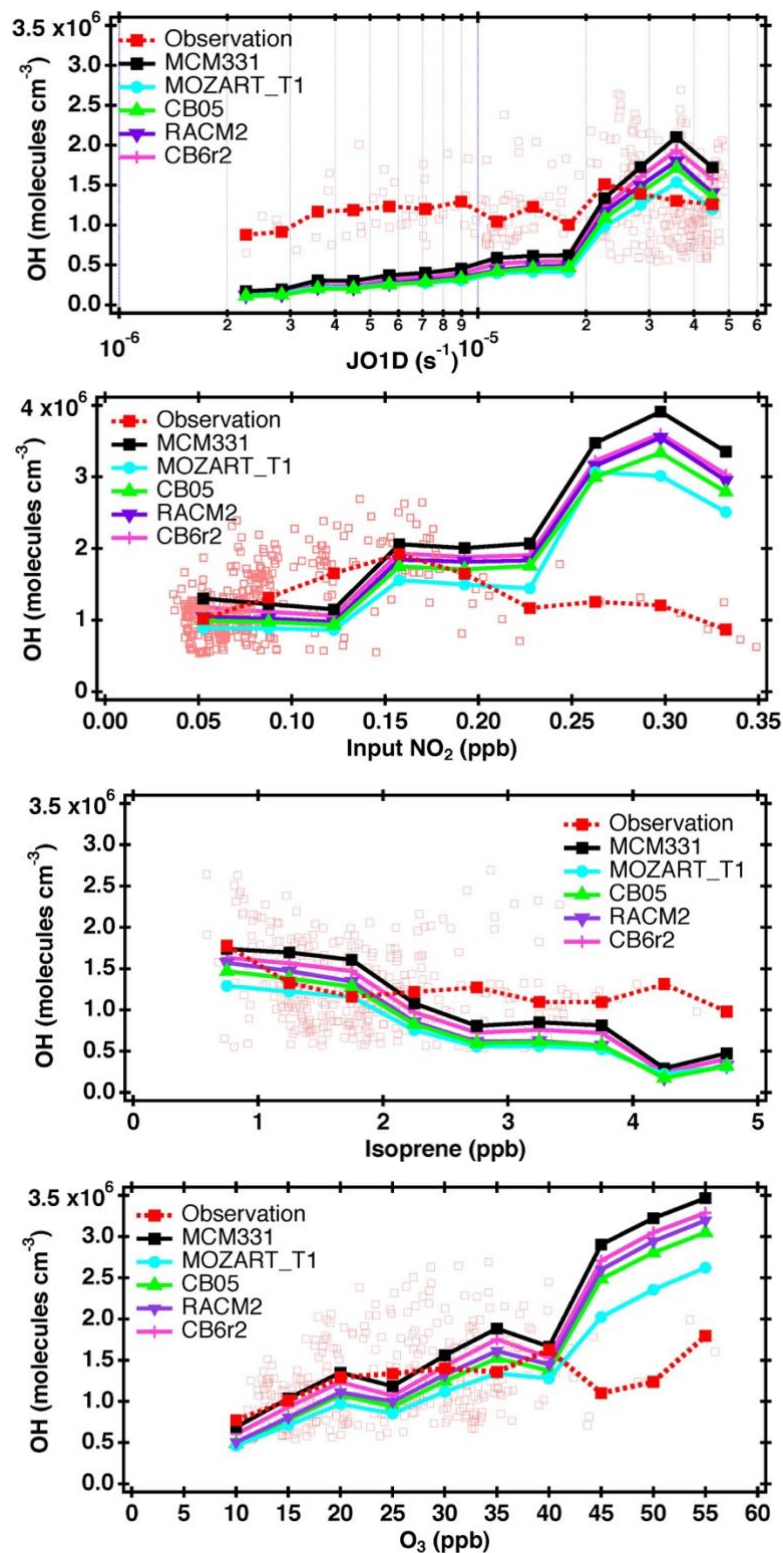 3.5 x10⁶
3.0
2.5
2.0
1.5
1.0
0.5
0.0
OH (molecules cm⁻³)
Observation
MCM331
MOZART_T1
CB05
RACM2
CB6r2
10⁻⁶ 2 3 4 5 6 7 8 9 10⁻⁵ 2 3 4 5 6
JO1D (s⁻¹)
4 x10⁶
3
2
1
0
OH (molecules cm⁻³)
Observation
MCM331
MOZART_T1
CB05
RACM2
CB6r2
0.00 0.05 0.10 0.15 0.20 0.25 0.30 0.35
Input NO₂ (ppb)
3.5 x10⁶
3.0
2.5
2.0
1.5
1.0
0.5
0.0
OH (molecules cm⁻³)
Observation
MCM331
MOZART_T1
CB05
RACM2
CB6r2
0 1 2 3 4 5
Isoprene (ppb)
3.5 x10⁶
3.0
2.5
2.0
1.5
1.0
0.5
0.0
OH (molecules cm⁻³)
Observation
MCM331
MOZART_T1
CB05
RACM2
CB6r2
0 5 10 15 20 25 30 35 40 45 50 55 60
O₃ (ppb)